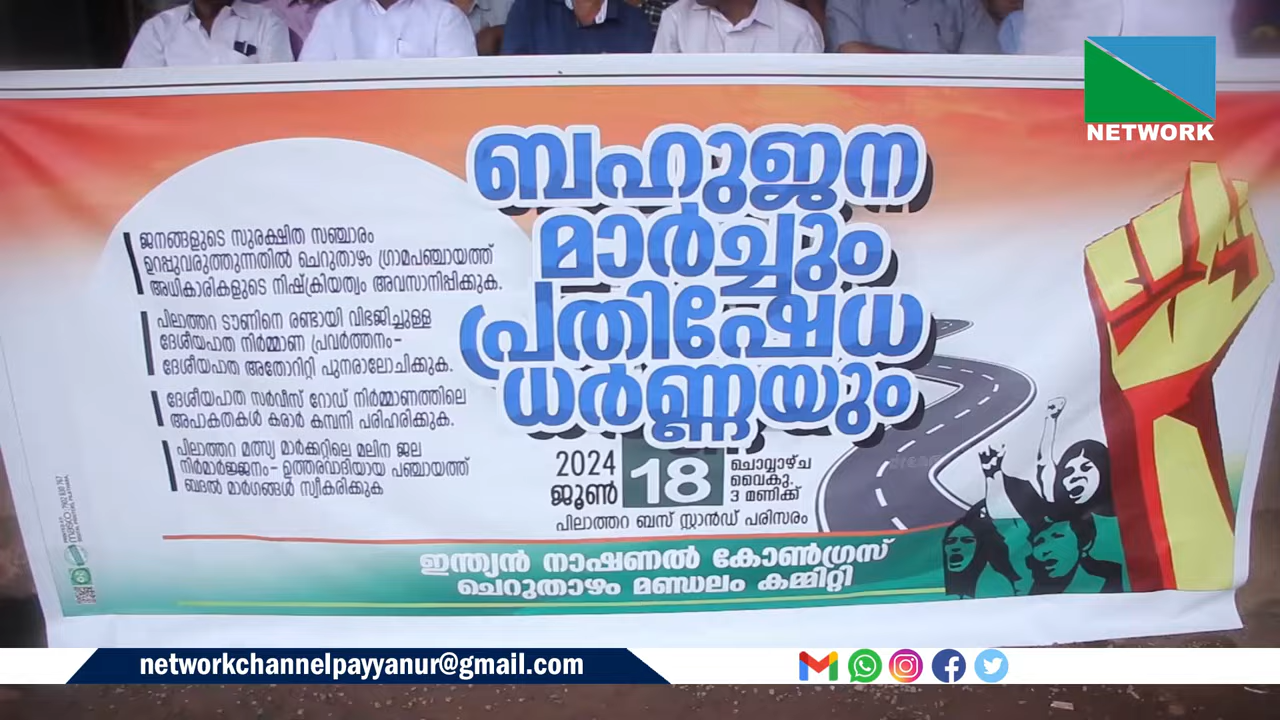 NETWORK
ബഹുജന
മാർച്ചും
പ്രതിഷേധ
ധർണ്ണയും
ജനങ്ങളുടെ സുരക്ഷിത സഞ്ചാരം
ഉറപ്പുവരുത്തുന്നതിൽ ചെറുതാഴം ഗ്രാമപഞ്ചായത്ത്
അധികാരികളുടെ നിഷ്ക്രിയത്വം അവസാനിപ്പിക്കുക.
പിലാത്തറ ടൗണിനെ രണ്ടായി വിഭജിച്ചുള്ള
ദേശീയപാത നിർമ്മാണ പ്രവർത്തനം-
ദേശീയപാത അതോറിറ്റി പുനരാലോചിക്കുക.
ദേശീയപാത സർവീസ് റോഡ് നിർമ്മാണത്തിലെ
അപാകതകൾ കരാർ കമ്പനി പരിഹരിക്കുക.
പിലാത്തറ മത്സ്യ മാർക്കറ്റിലെ മലിന ജല
നിർമാർജ്ജനം- ഉത്തരവാദിയായ പഞ്ചായത്ത്
ബദൽ മാർഗങ്ങൾ സ്വീകരിക്കുക
2024
ജൂൺ
18
ചൊവ്വാഴ്ച
വൈകു.
3 മണിക്ക്
പിലാത്തറ ബസ് സ്റ്റാൻഡ് പരിസരം
ഇന്ത്യൻ നാഷണൽ കോൺഗ്രസ്
ചെറുതാഴം മണ്ഡലം കമ്മിറ്റി
networkchannelpayyanur@gmail.com